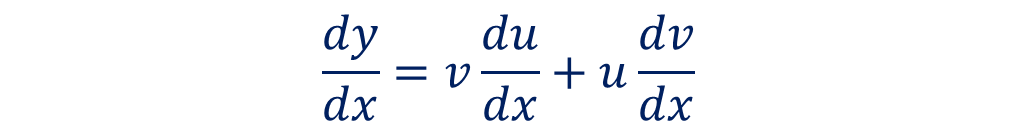 dy/dx = v du/dx + u dv/dx